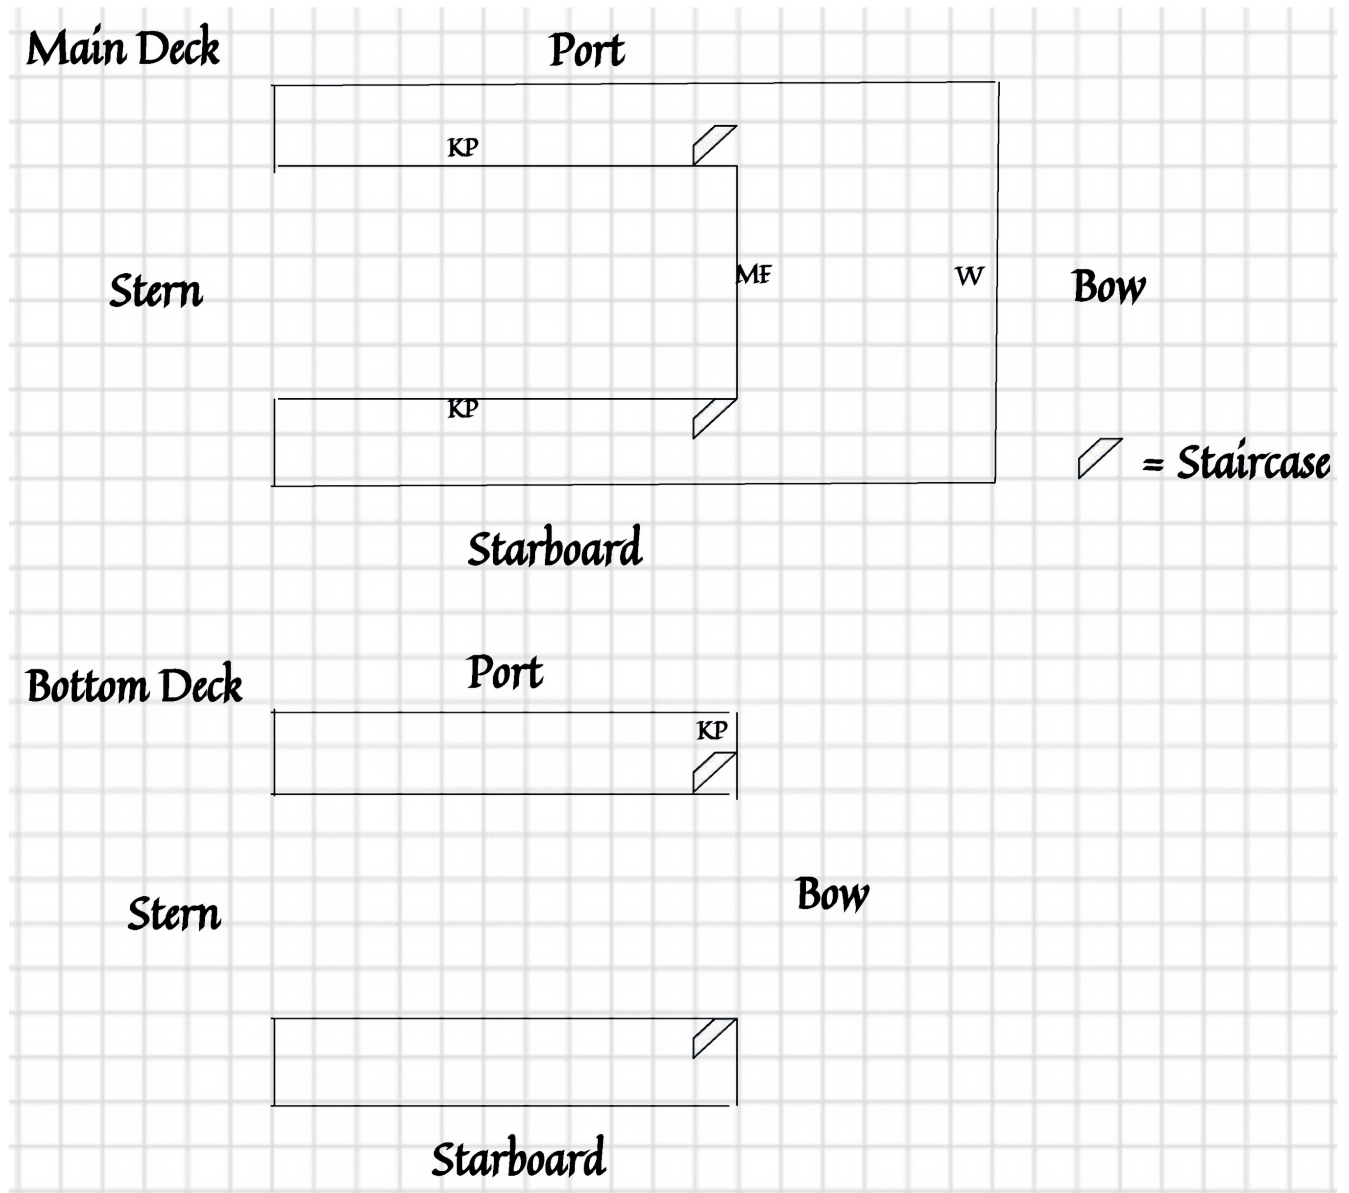 Main Deck
Port
KP
Stern
MF
W
Bow
KP
= Staircase
Starboard
Bottom Deck
Port
KP
Stern
Bow
Starboard